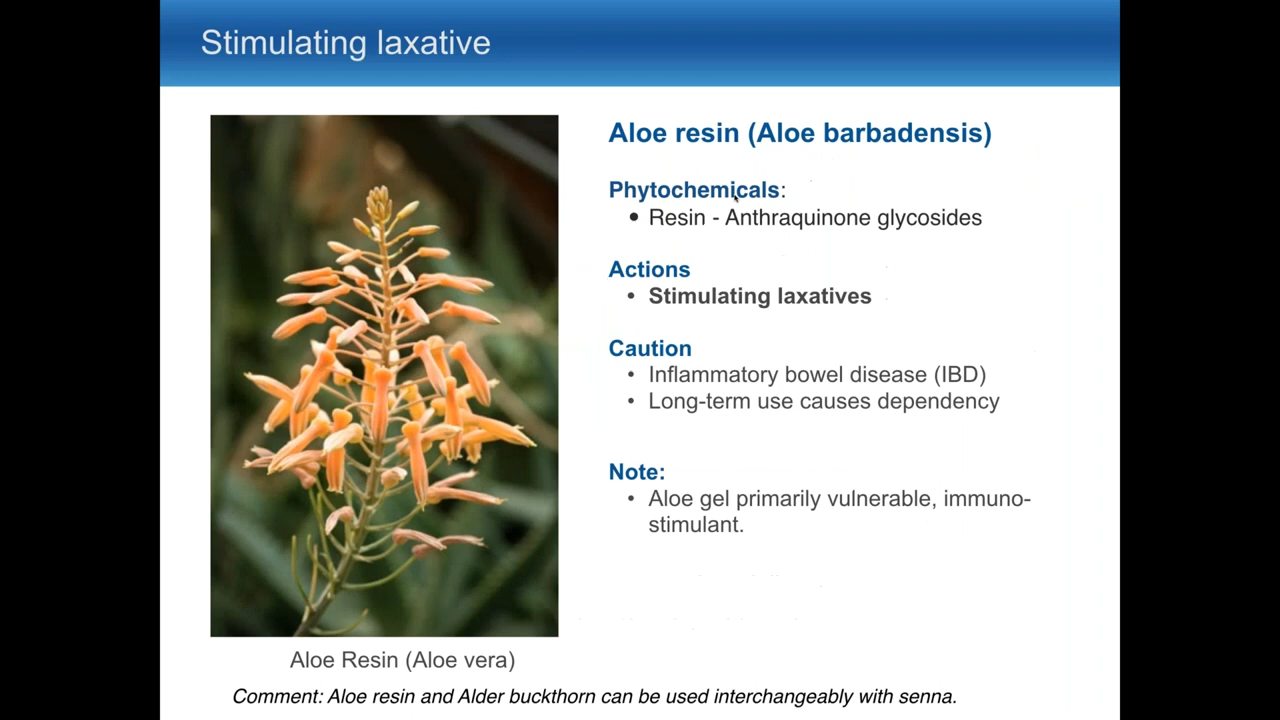 Stimulating laxative
Aloe resin (Aloe barbadensis)
Phytochemicals:
• Resin - Anthraquinone glycosides
Actions
• Stimulating laxatives
Caution
• Inflammatory bowel disease (IBD)
• Long-term use causes dependency
Note:
• Aloe gel primarily vulnerable, immuno-
stimulant.
Aloe Resin (Aloe vera)
Comment: Aloe resin and Alder buckthorn can be used interchangeably with senna.